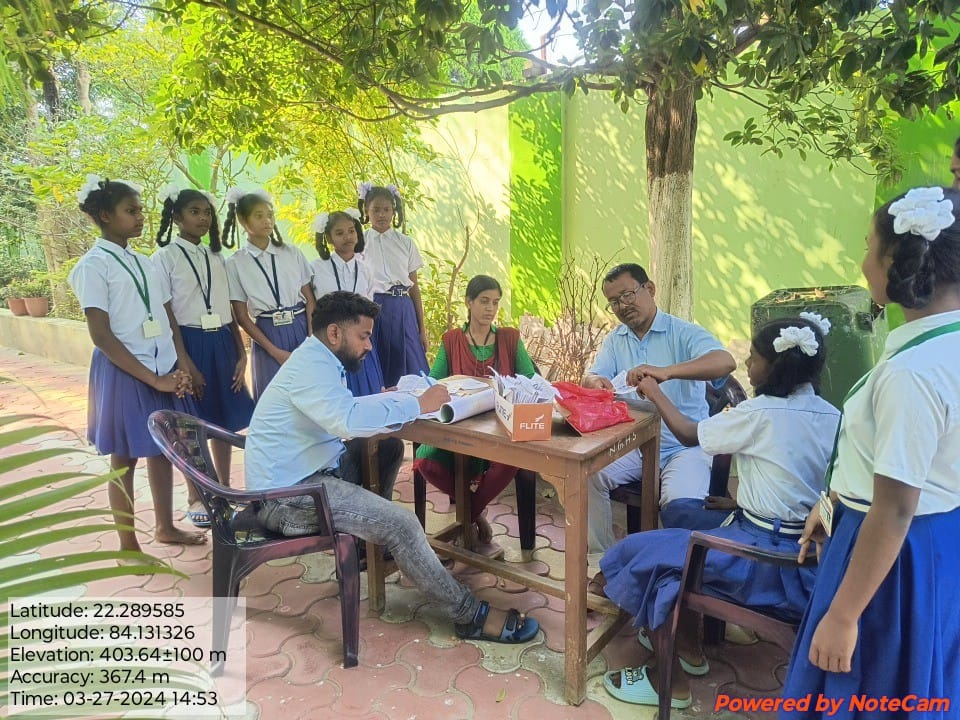 FLITE
N G H S
Latitude: 22.289585
Longitude: 84.131326
Elevation: 403.64±100 m
Accuracy: 367.4 m
Time: 03-27-2024 14:53
Powered by NoteCam